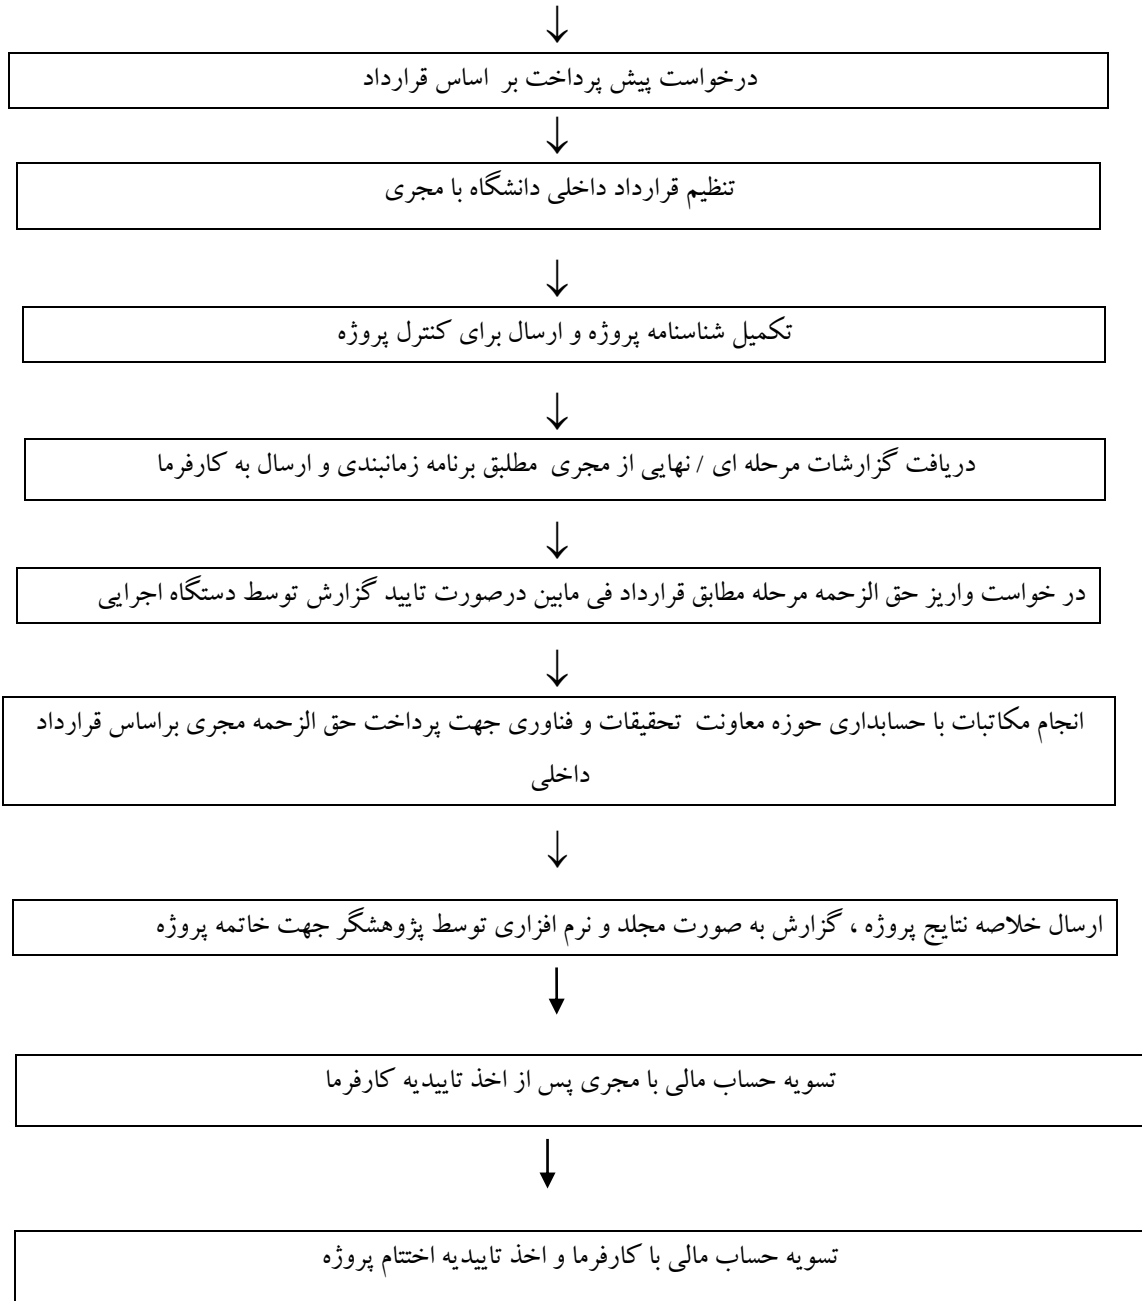 درخواست پیش پرداخت بر اساس قرارداد
تنظیم قرارداد داخلی دانشگاه با مجری
تکمیل شناسنامه پروژه و ارسال برای کنترل پروژه
دریافت گزارشات مرحله ای / نهایی از مجری مطلبق برنامه زمانبندی و ارسال به کارفرما
در خواست واریز حق الزحمه مرحله مطابق قرارداد فی مابین درصورت تایید گزارش توسط دستگاه اجرایی
انجام مکاتبات با حسابداری حوزه معاونت تحقیقات و فناوری جهت پرداخت حق الزحمه مجری براساس قرارداد
داخلی
ارسال خلاصه نتایج پروژه ، گزارش به صورت مجلد و نرم افزاری توسط پژوهشگر جهت خاتمه پروژه
تسویه حساب مالی با مجری پس از اخذ تاییدیه کارفرما
تسویه حساب مالی با کارفرما و اخذ تاییدیه اختتام پروژه